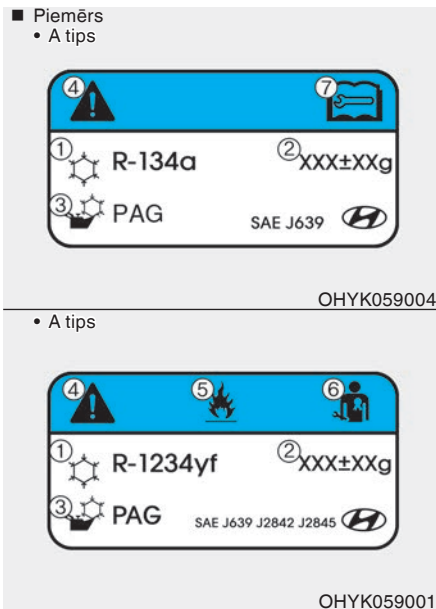 ■ Piemērs
• A tips
④ ⑦
① R-134a ② XXX±XXg
③ PAG SAE J639
OHYK059004
• A tips
④ ⑤ ⑥
① R-1234yf ② XXX±XXg
③ PAG SAE J639 J2842 J2845
OHYK059001